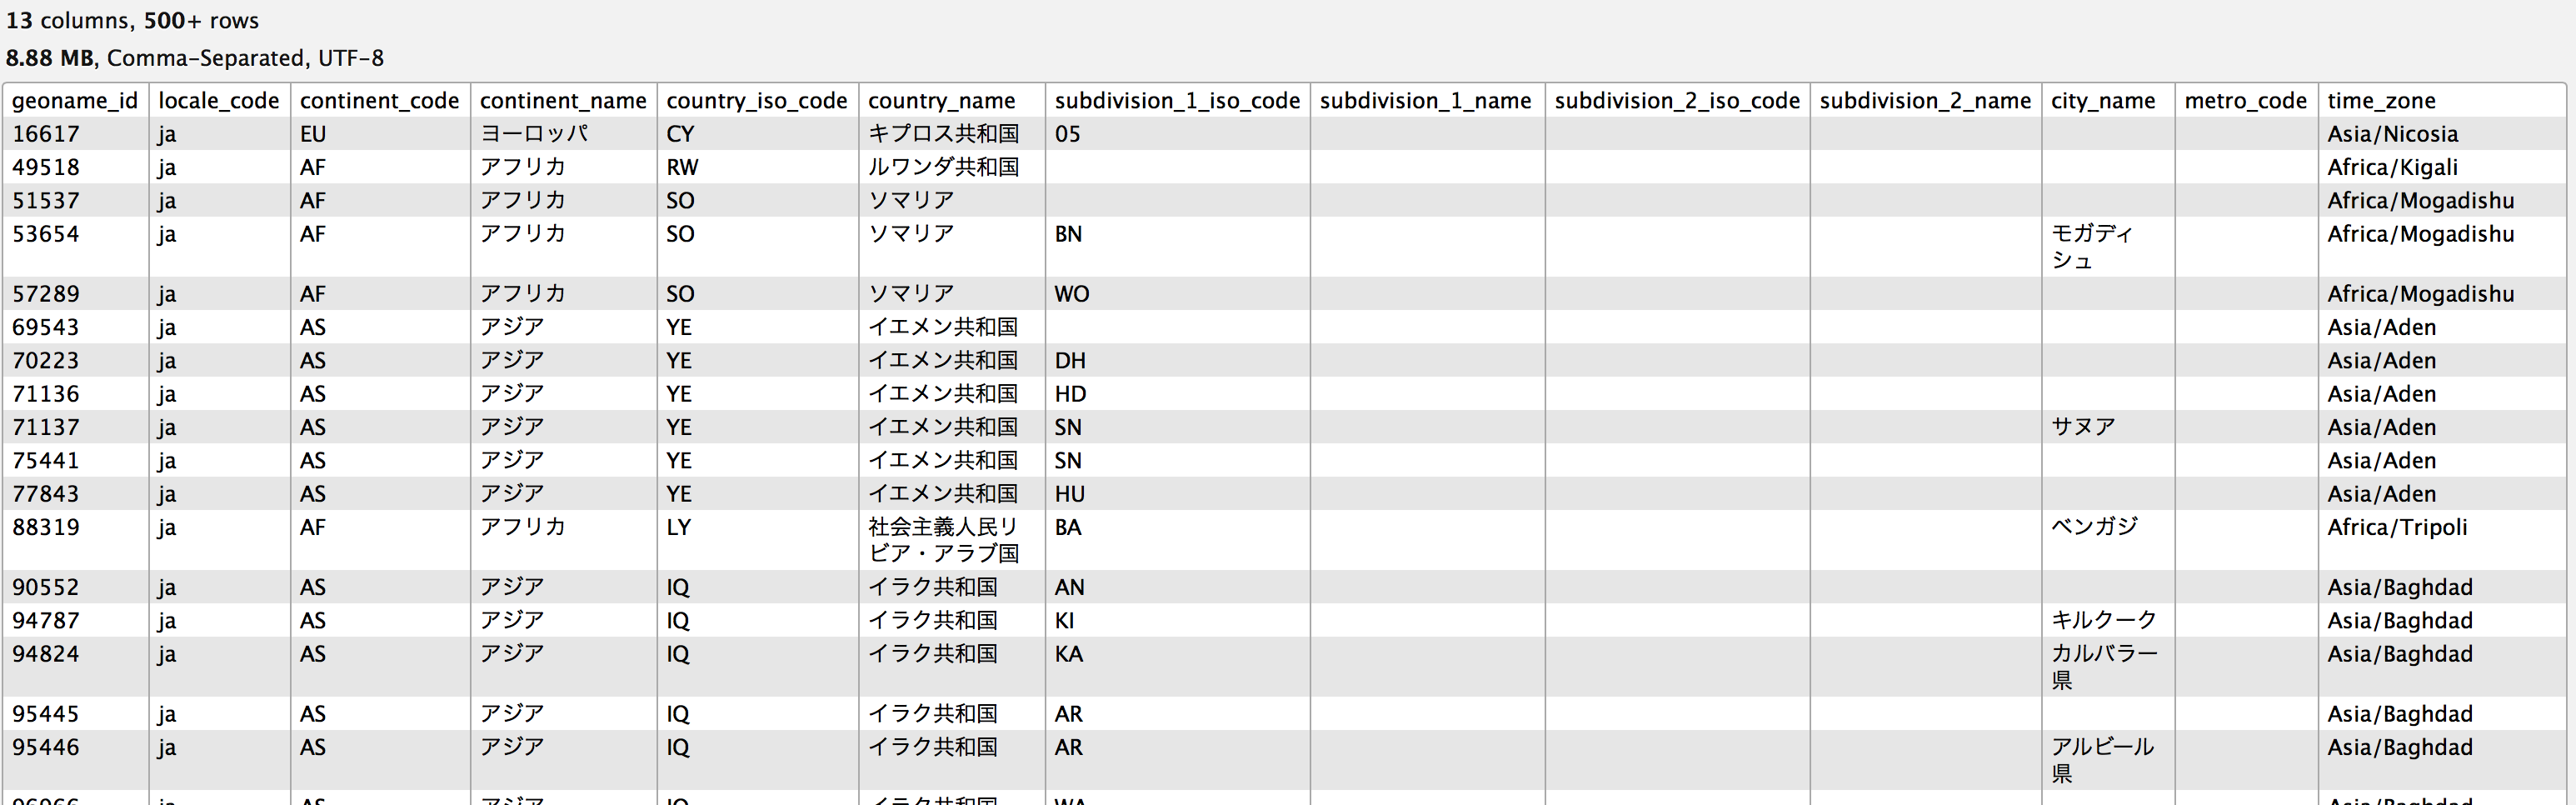 13 columns, 500+ rows
8.88 MB, Comma-Separated, UTF-8
geoname_id locale_code continent_code continent_name country_iso_code country_name subdivision_1_iso_code subdivision_1_name subdivision_2_iso_code subdivision_2_name city_name metro_code time_zone
16617 ja EU ヨーロッパ CY キプロス共和国 05 Asia/Nicosia
49518 ja AF アフリカ RW ルワンダ共和国 Africa/Kigali
51537 ja AF アフリカ SO ソマリア Africa/Mogadishu
53654 ja AF アフリカ SO ソマリア BN モガディ Africa/Mogadishu
シュ
57289 ja AF アフリカ SO ソマリア WO Africa/Mogadishu
69543 ja AS アジア YE イエメン共和国 Asia/Aden
70223 ja AS アジア YE イエメン共和国 DH Asia/Aden
71136 ja AS アジア YE イエメン共和国 HD Asia/Aden
71137 ja AS アジア YE イエメン共和国 SN サヌア Asia/Aden
75441 ja AS アジア YE イエメン共和国 SN Asia/Aden
77843 ja AS アジア YE イエメン共和国 HU Asia/Aden
88319 ja AF アフリカ LY 社会主義人民リ BA ベンガジ Africa/Tripoli
ビア・アラブ国
90552 ja AS アジア IQ イラク共和国 AN Asia/Baghdad
94787 ja AS アジア IQ イラク共和国 KI キルクーク Asia/Baghdad
94824 ja AS アジア IQ イラク共和国 KA カルバラー Asia/Baghdad
県
95445 ja AS アジア IQ イラク共和国 AR Asia/Baghdad
95446 ja AS アジア IQ イラク共和国 AR アルビール Asia/Baghdad
県
ja AS アジア IQ イラク共和国 WA Asia/Baghdad